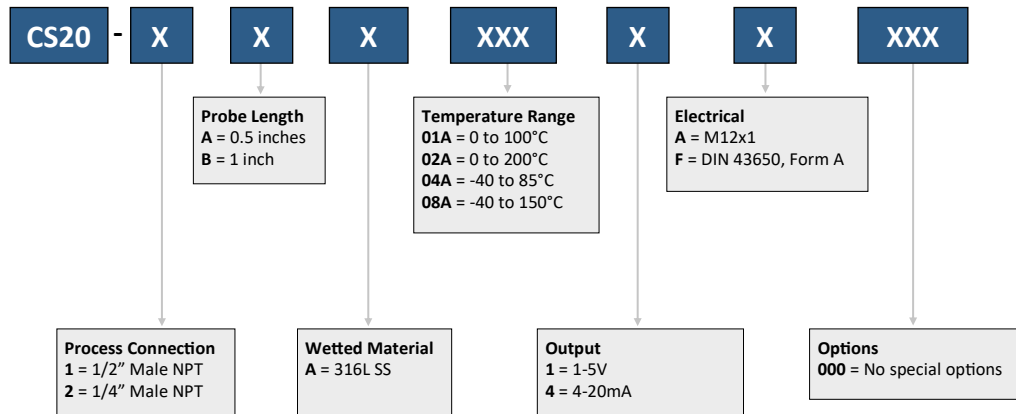 CS20 - X X X XXX X X XXX
Probe Length
A = 0.5 inches
B = 1 inch
Temperature Range
01A = 0 to 100°C
02A = 0 to 200°C
04A = -40 to 85°C
08A = -40 to 150°C
Electrical
A = M12x1
F = DIN 43650, Form A
Process Connection
1 = 1/2” Male NPT
2 = 1/4” Male NPT
Wetted Material
A = 316L SS
Output
1 = 1-5V
4 = 4-20mA
Options
000 = No special options